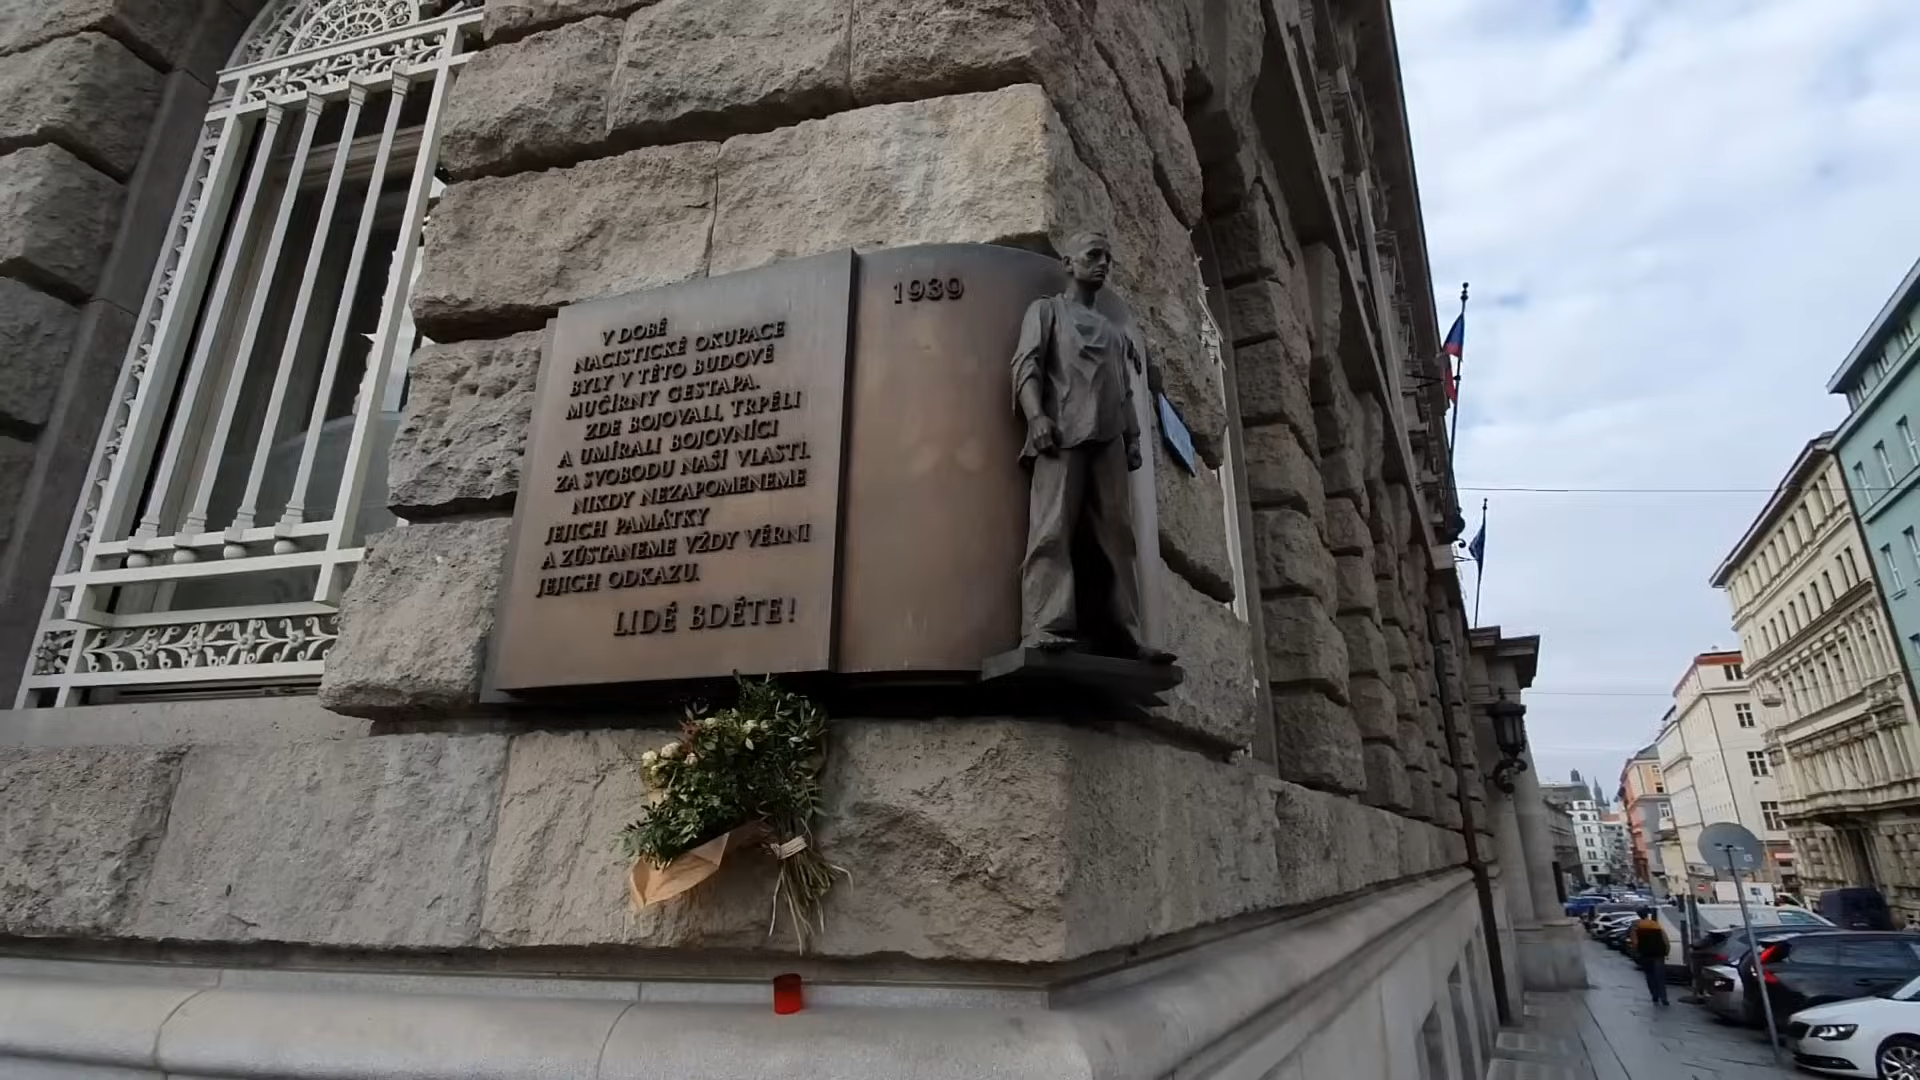 V DOBĚ
NACISTICKÉ OKUPACE
BYLY V TÉTO BUDOVĚ
MUČÍRNY GESTAPA.
ZDE BOJOVALI, TRPĚLI
A UMÍRALI BOJOVNÍCI
ZA SVOBODU NAŠÍ VLASTI.
NIKDY NEZAPOMENEME
JEJICH PAMÁTKY
A ZŮSTANEME VŽDY VĚRNI
JEJICH ODKAZU.
LIDÉ BDĚTE!
1939